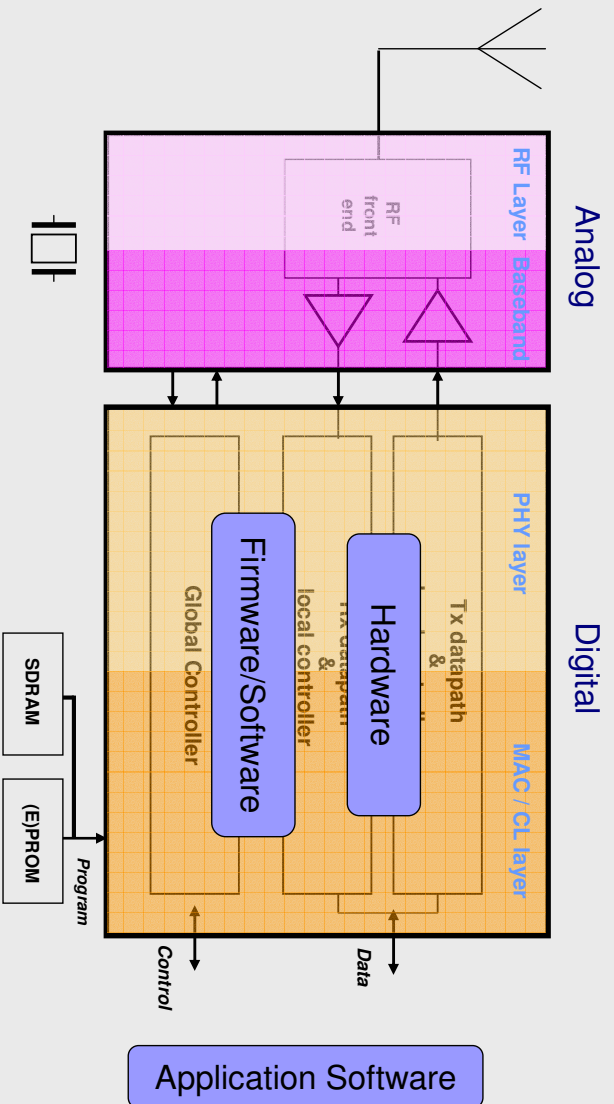 Analog
Digital
RF Layer
Baseband
PHY layer
MAC / CL layer
RF
front
end
Tx datapath
&
Hardware
&
local controller
Firmware/Software
Global Controller
Data
Control
Program
SDRAM
(E)PROM
Application Software